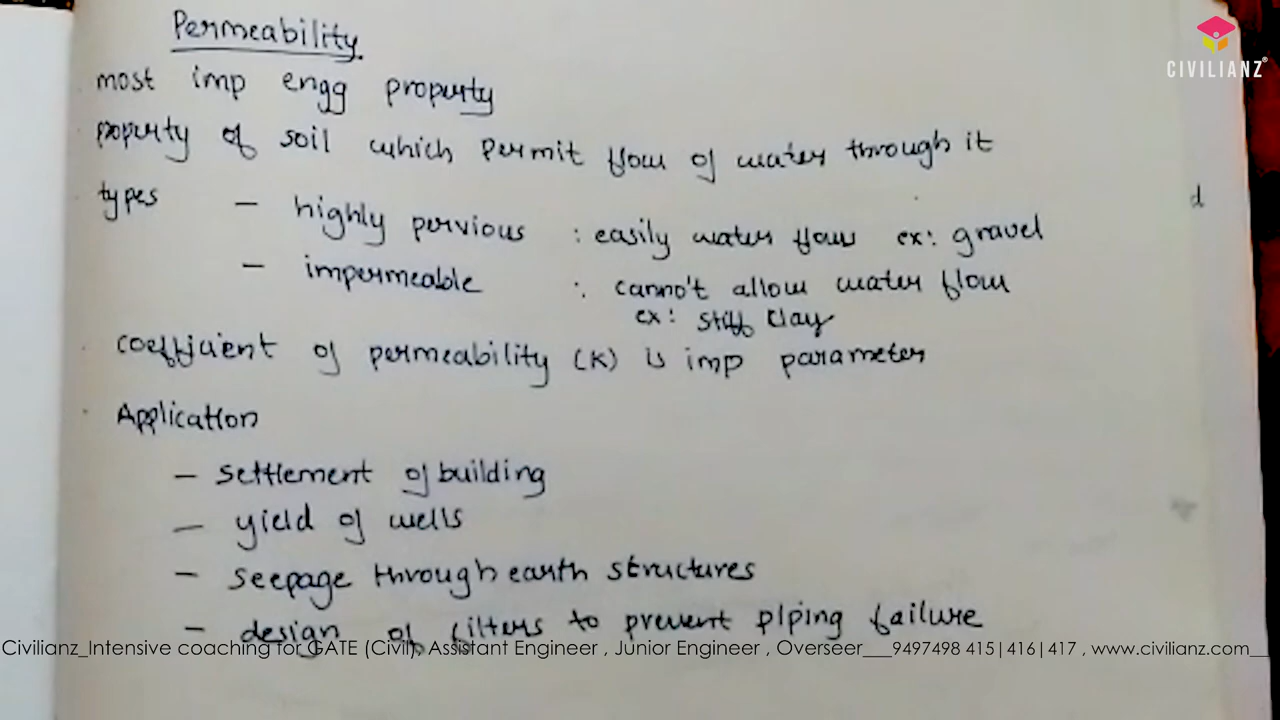 Permeability.
CIVILIANZ®
most imp engg property
property of soil which permit flow of water through it
types – highly pervious : easily water flow ex: gravel
d
– impermeable : cannot allow water flow
ex: stiff clay
coefficient of permeability (K) is imp parameter
Application
– settlement of building
– yield of wells
– seepage through earth structures
– design of filters to prevent piping failure
Civilianz_Intensive coaching for GATE (Civil), Assistant Engineer , Junior Engineer , Overseer___9497498 415|416|417 , www.civilianz.com__